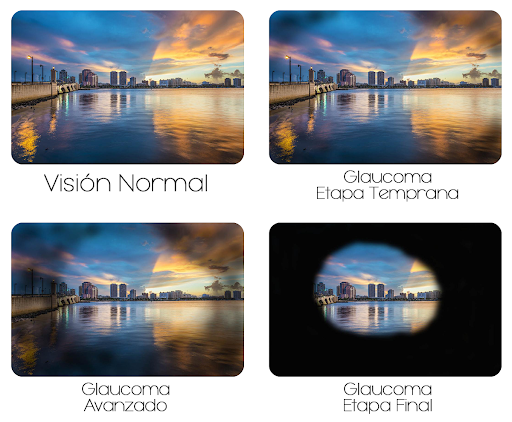 Visión Normal
Glaucoma
Etapa Temprana
Glaucoma
Avanzado
Glaucoma
Etapa Final